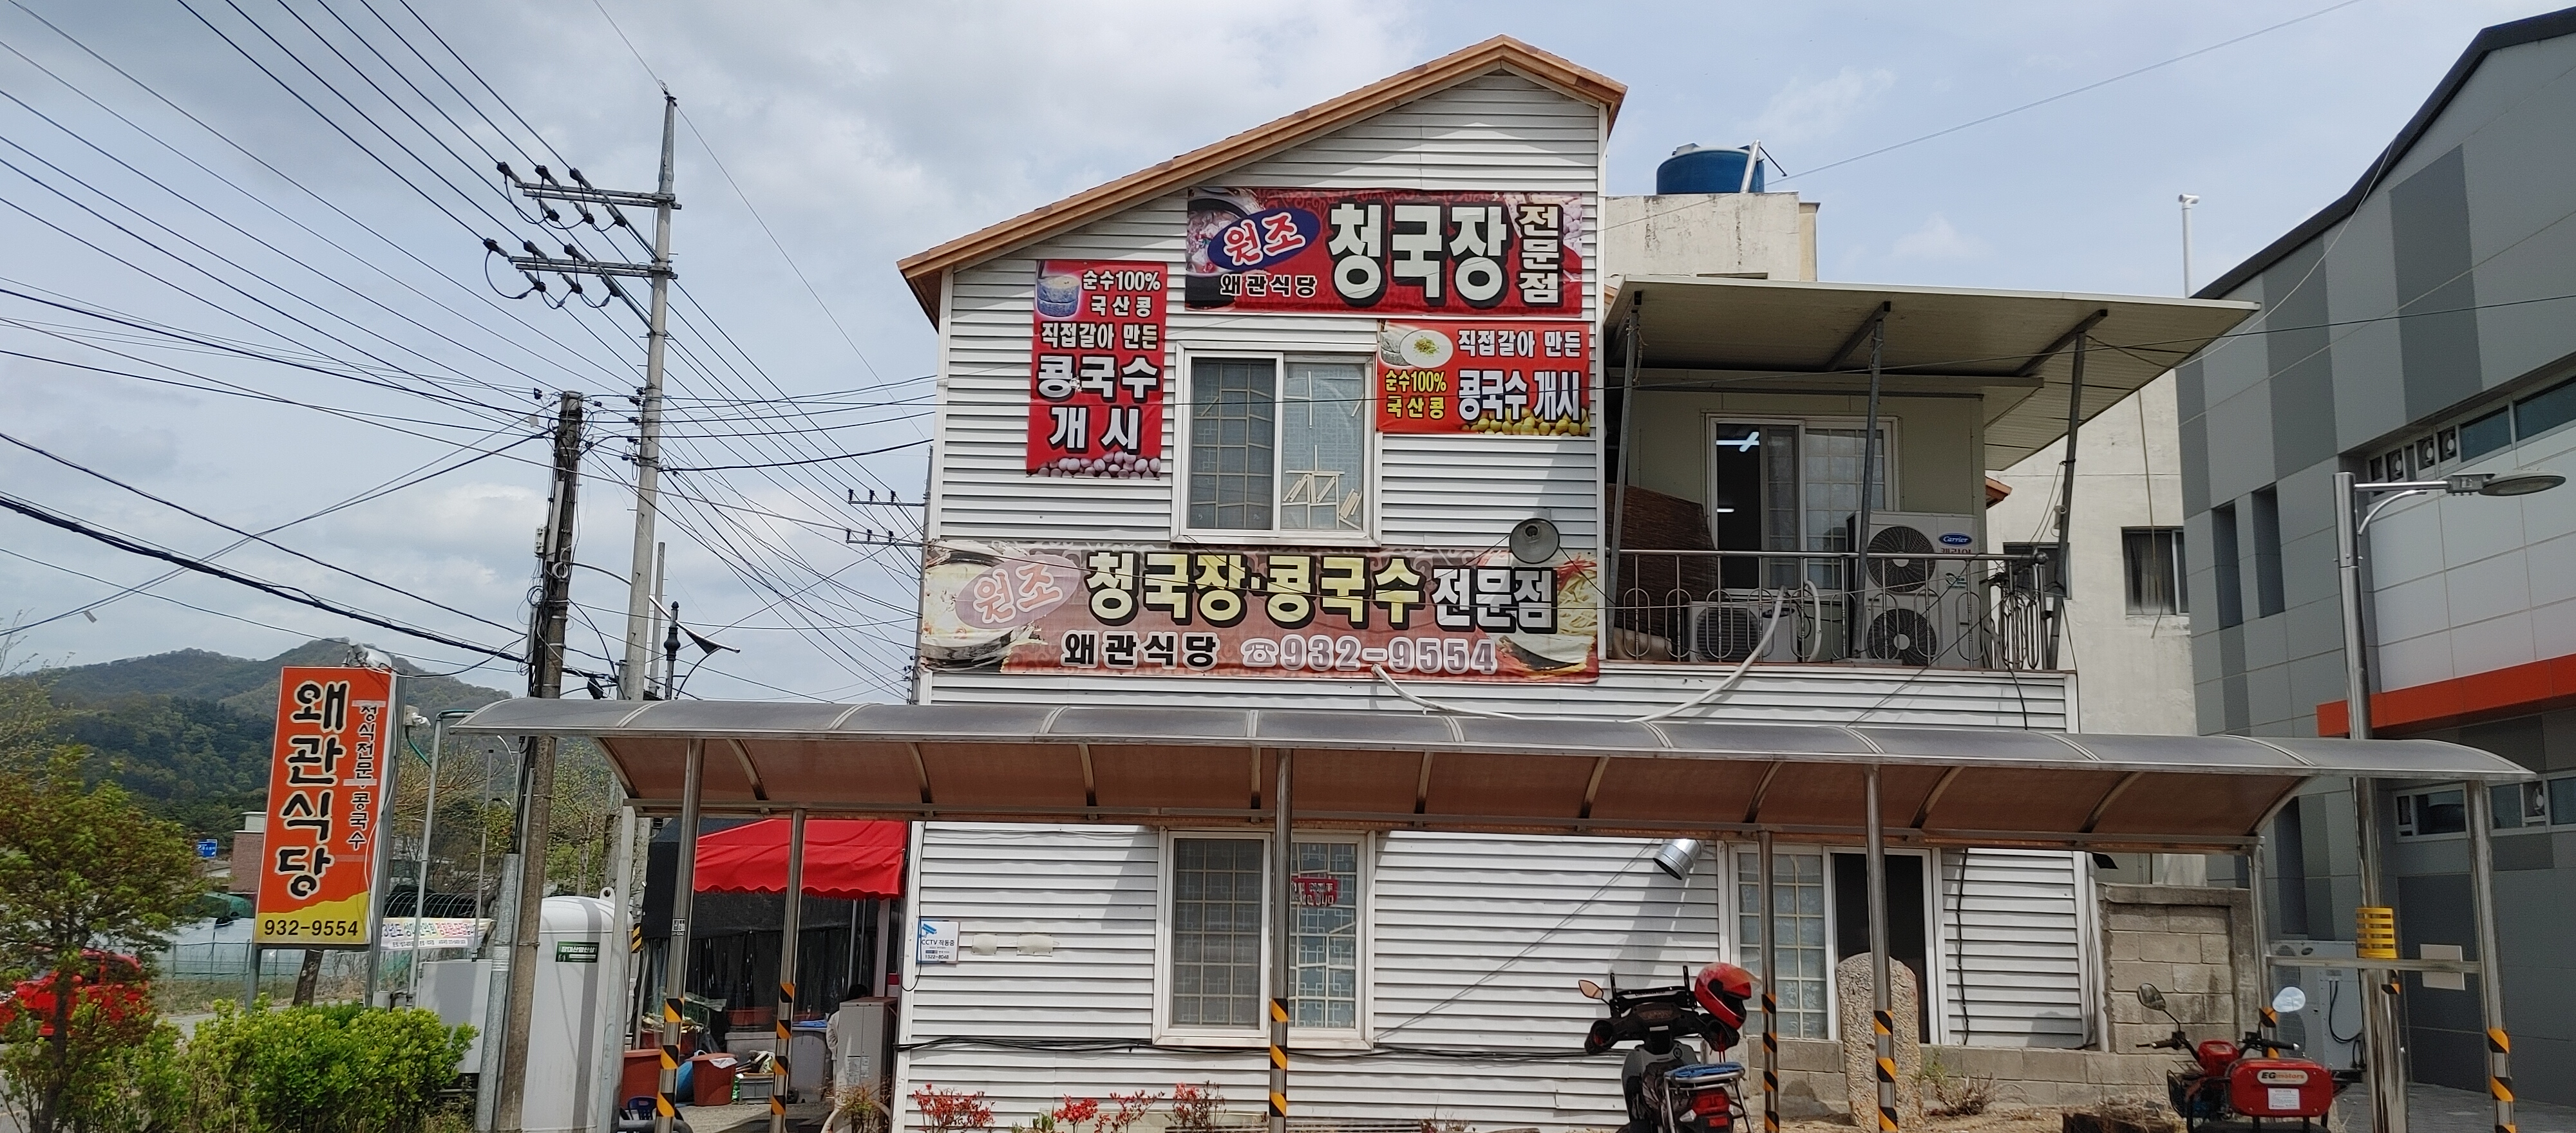 원조
왜관식당
청국장
전문점
순수100%
국산콩
직접갈아 만든
콩국수
개시
직접갈아 만든
순수100%
국산콩
콩국수 개시
원조
청국장·콩국수 전문점
왜관식당 ☎932-9554
Carrier
왜관식당
정식전문 콩국수
932-9554
CCTV 작동중
EG motors